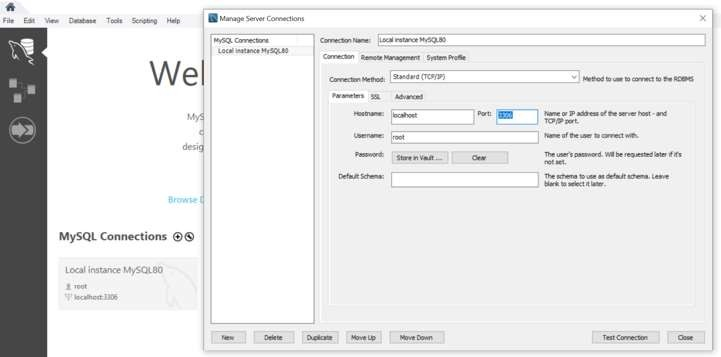 File Edit View Database Tools Scripting Help
Wel
MyS
c
desig
Browse D
MySQL Connections
Local instance MySQL80
root
localhost:3306
Manage Server Connections
MySQL Connections
Local instance MySQL80
Connection Name: Local instance MySQL80
Connection Remote Management System Profile
Connection Method: Standard (TCP/IP) Method to use to connect to the RDBMS
Parameters SSL Advanced
Hostname: localhost Port: 3306 Name or IP address of the server host - and
TCP/IP port.
Username: root Name of the user to connect with.
Password: Store in Vault ... Clear The user's password. Will be requested later if it's
not set.
Default Schema: The schema to use as default schema. Leave
blank to select it later.
New Delete Duplicate Move Up Move Down Test Connection Close